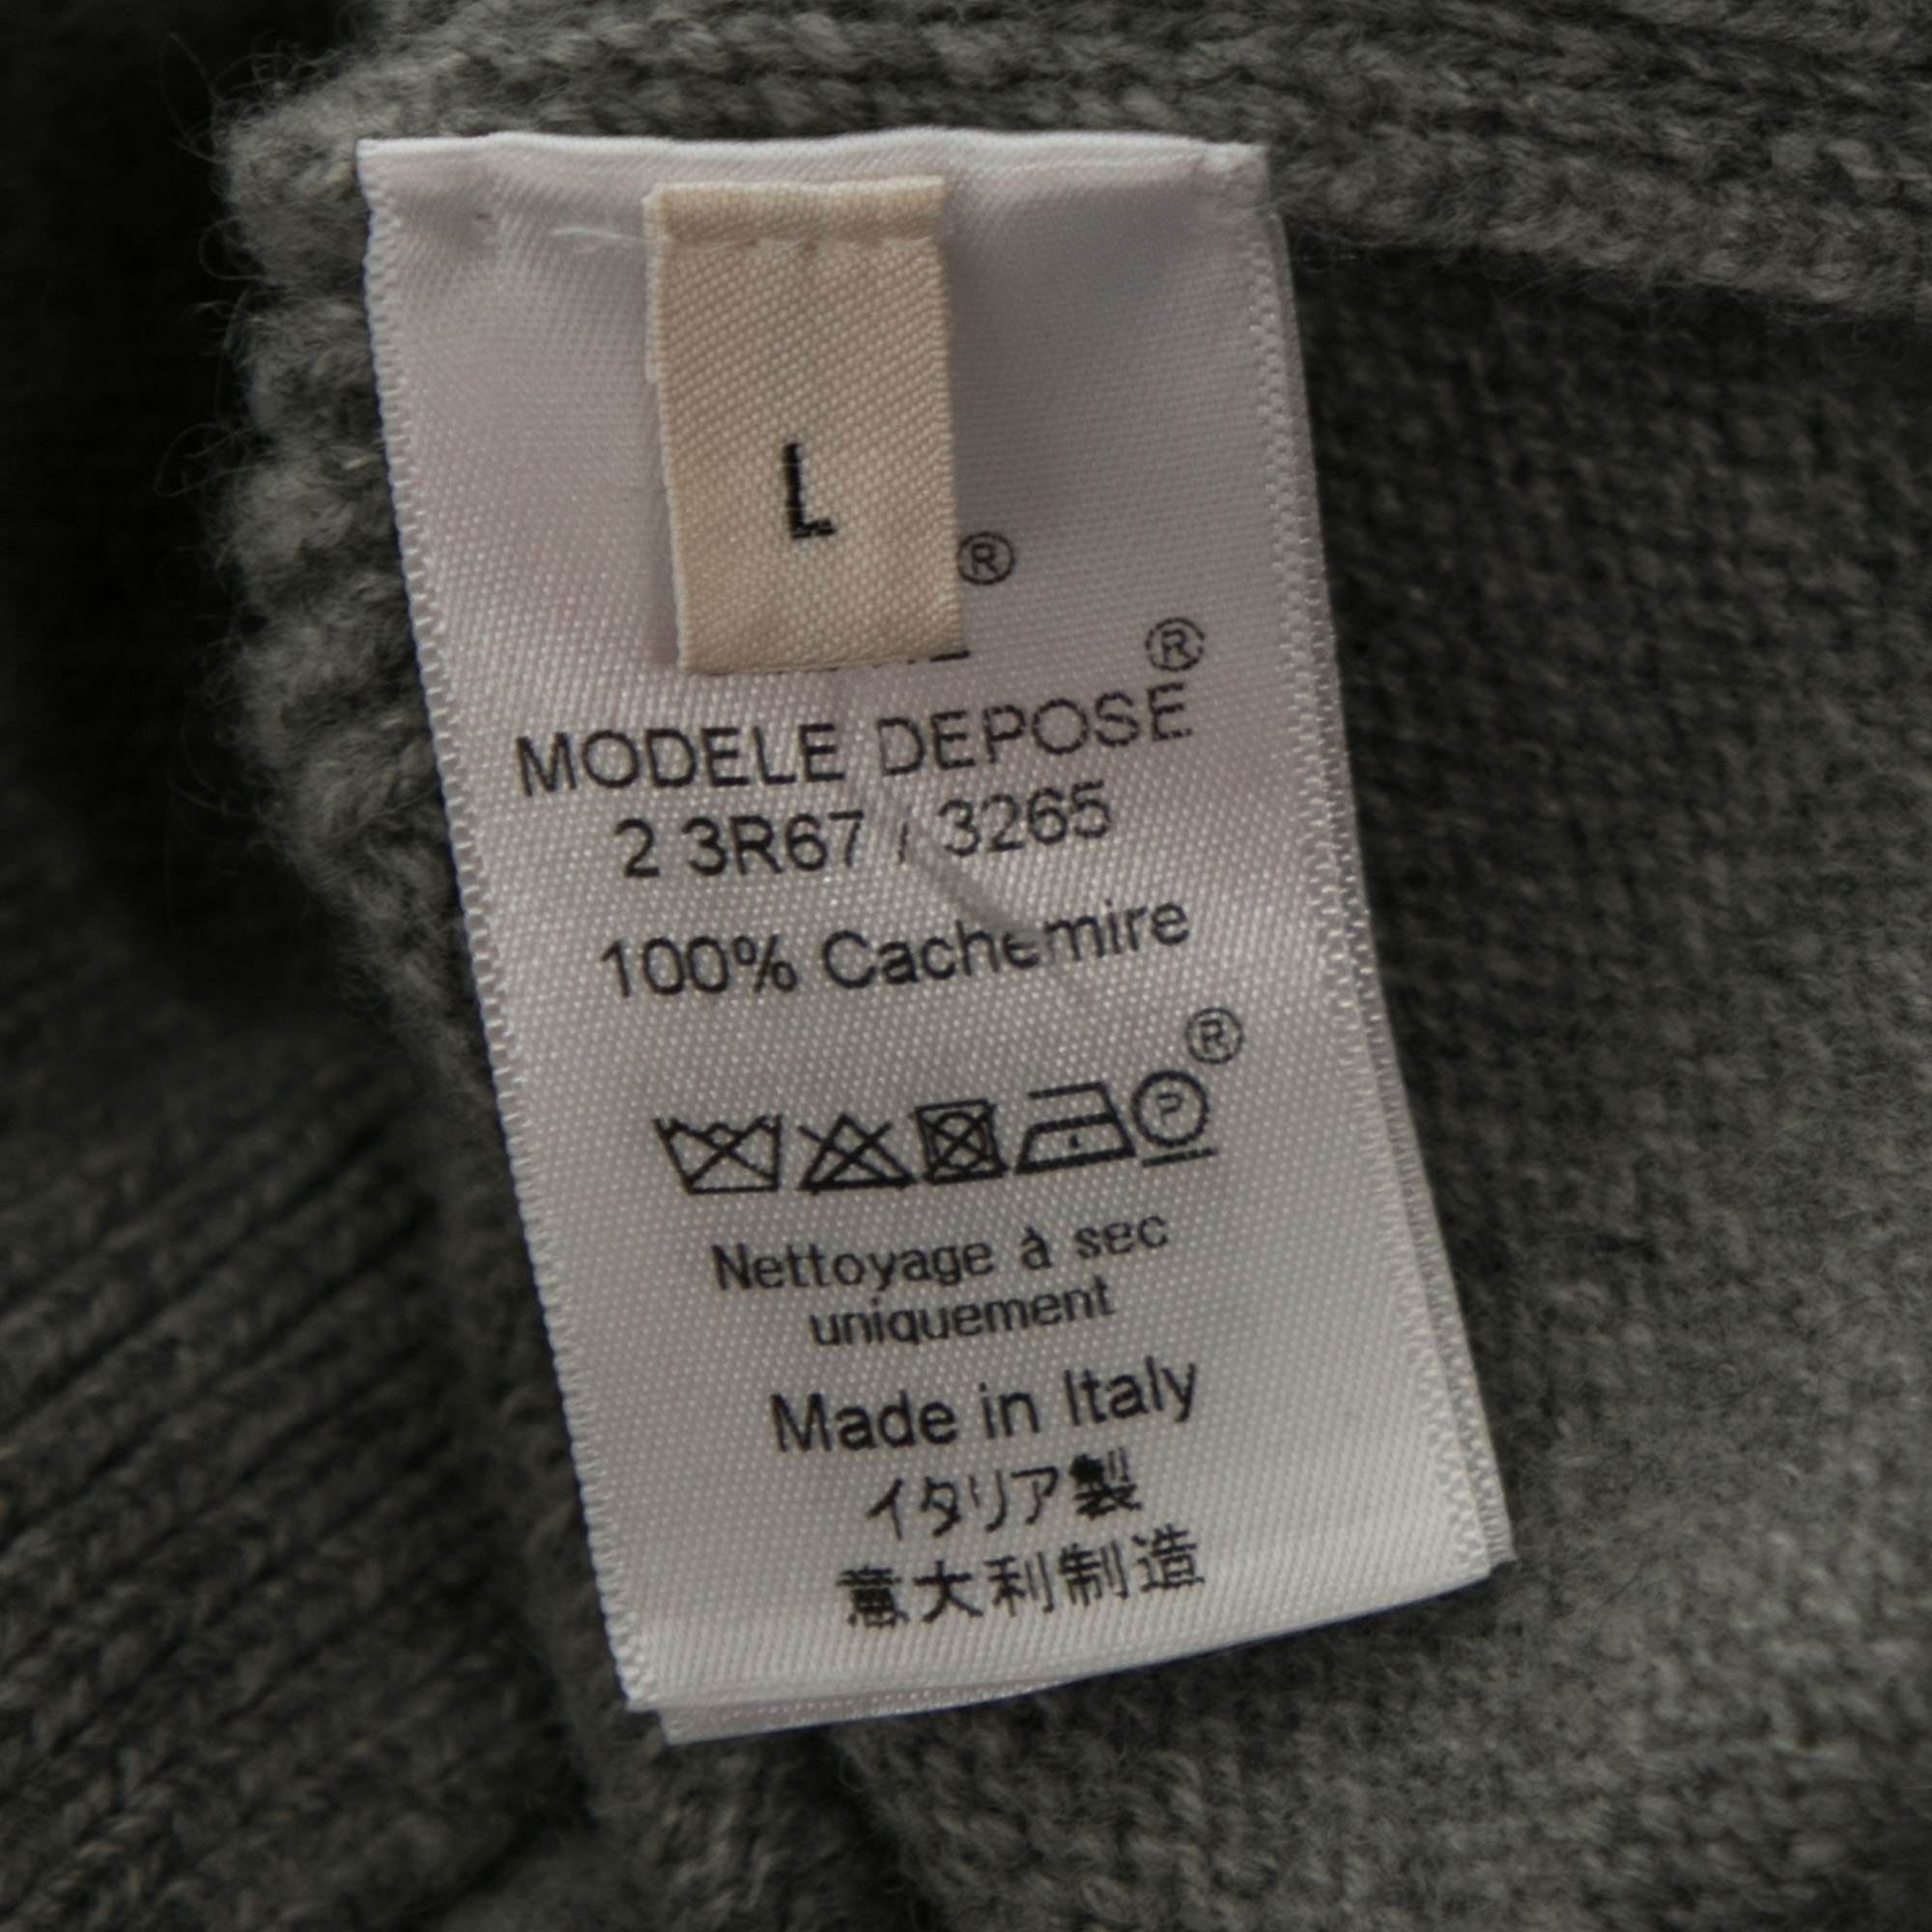 L
®
®
MODELE DEPOSE
2 3R67 / 3265
100% Cachemire
®
P
Nettoyage à sec
uniquement
Made in Italy
イタリア製
意大利制造